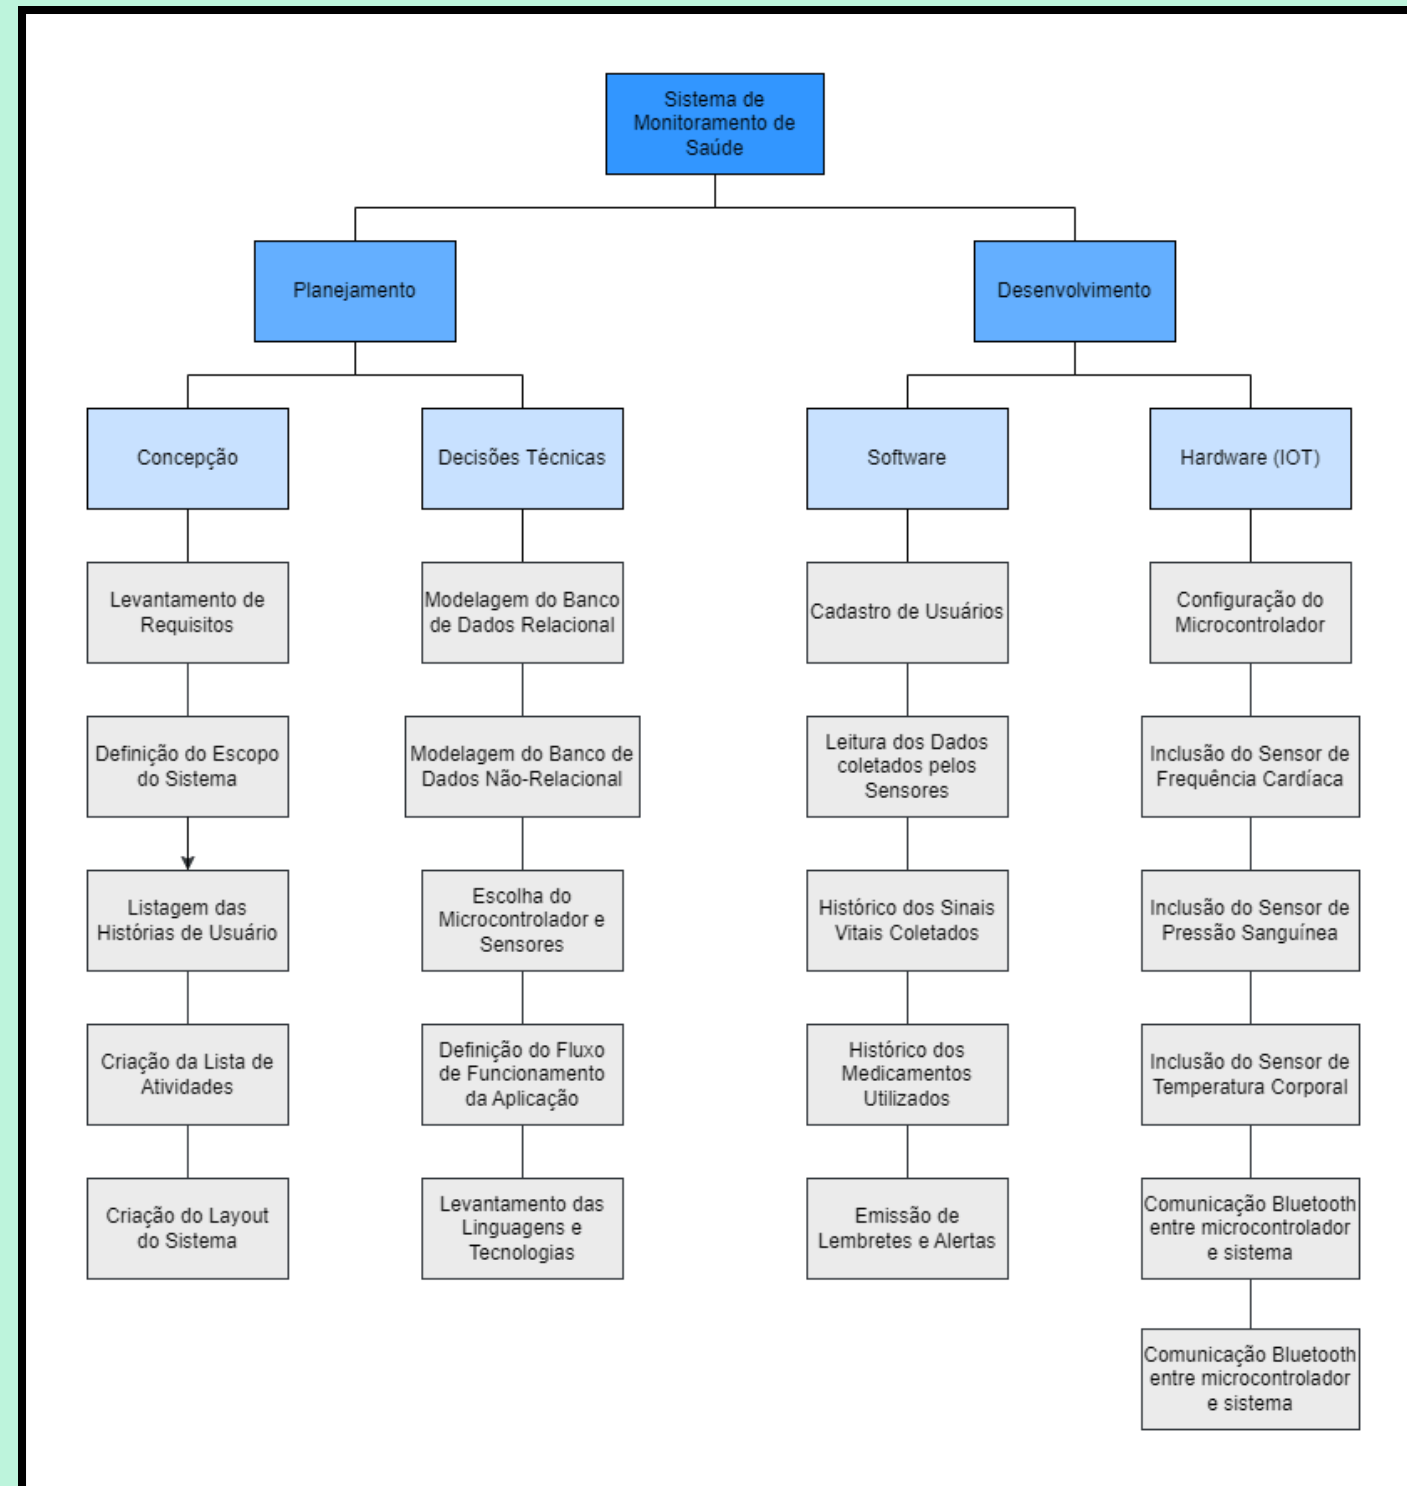 Sistema de
Monitoramento de
Saúde
Planejamento
Desenvolvimento
Concepção
Decisões Técnicas
Software
Hardware (IOT)
Levantamento de
Requisitos
Modelagem do Banco
de Dados Relacional
Cadastro de Usuários
Configuração do
Microcontrolador
Definição do Escopo
do Sistema
Modelagem do Banco de
Dados Não-Relacional
Leitura dos Dados
coletados pelos
Sensores
Inclusão do Sensor de
Frequência Cardíaca
Listagem das
Histórias de Usuário
Escolha do
Microcontrolador e
Sensores
Histórico dos Sinais
Vitais Coletados
Inclusão do Sensor de
Pressão Sanguínea
Criação da Lista de
Atividades
Definição do Fluxo
de Funcionamento
da Aplicação
Histórico dos
Medicamentos
Utilizados
Inclusão do Sensor de
Temperatura Corporal
Criação do Layout
do Sistema
Levantamento das
Linguagens e
Tecnologias
Emissão de
Lembretes e Alertas
Comunicação Bluetooth
entre microcontrolador
e sistema
Comunicação Bluetooth
entre microcontrolador
e sistema